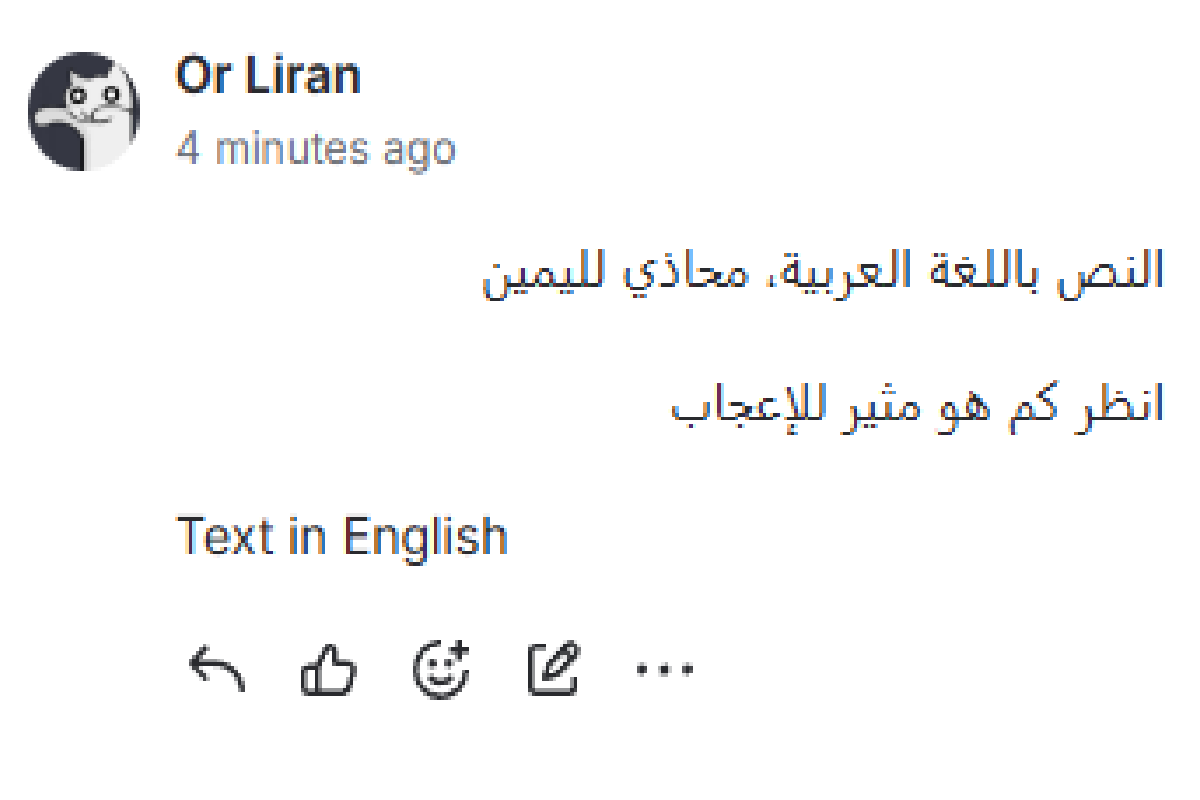 Or Liran
4 minutes ago
النص باللغة العربية، محاذي لليمين
انظر كم هو مثير للإعجاب
Text in English